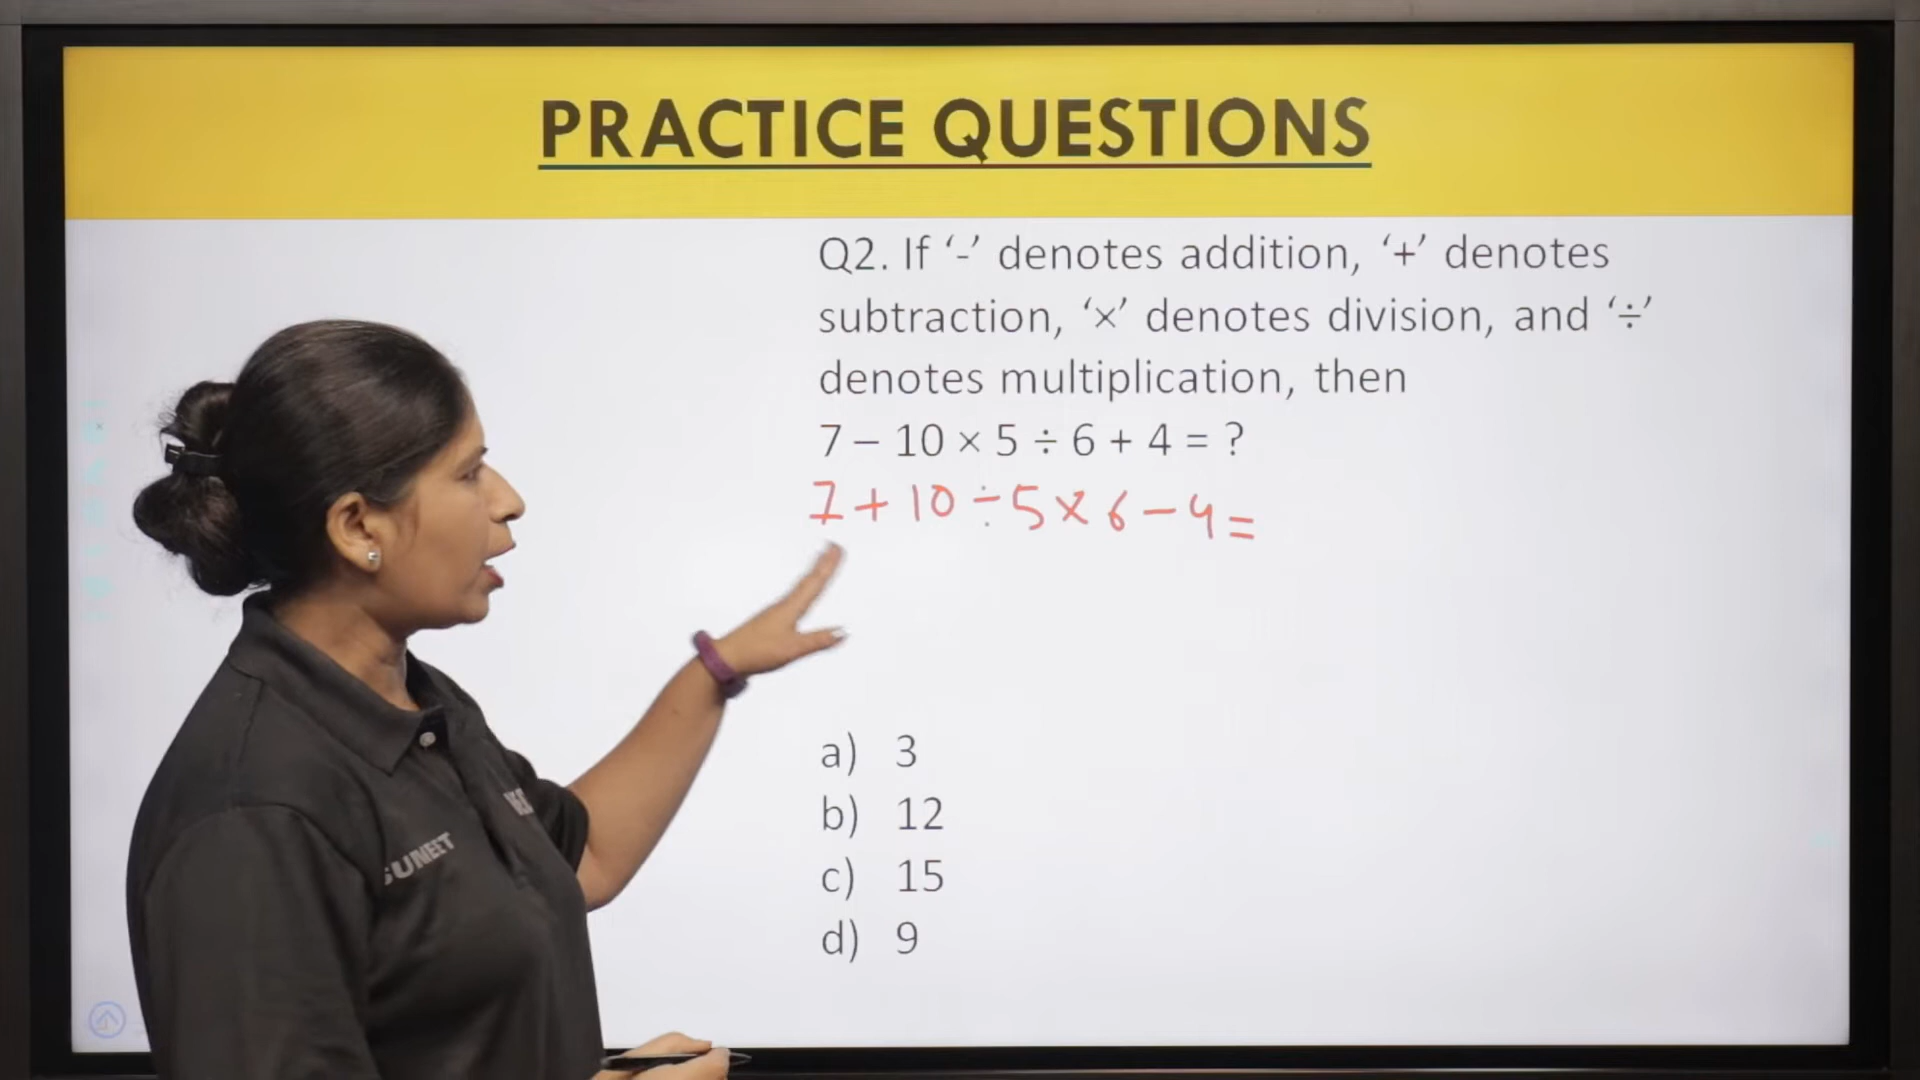 PRACTICE QUESTIONS
Q2. If ‘-’ denotes addition, ‘+’ denotes
subtraction, ‘×’ denotes division, and ‘÷’
denotes multiplication, then
7 – 10 × 5 ÷ 6 + 4 = ?
7 + 10 ÷ 5 × 6 – 4 =
a) 3
b) 12
c) 15
d) 9
SUMEET